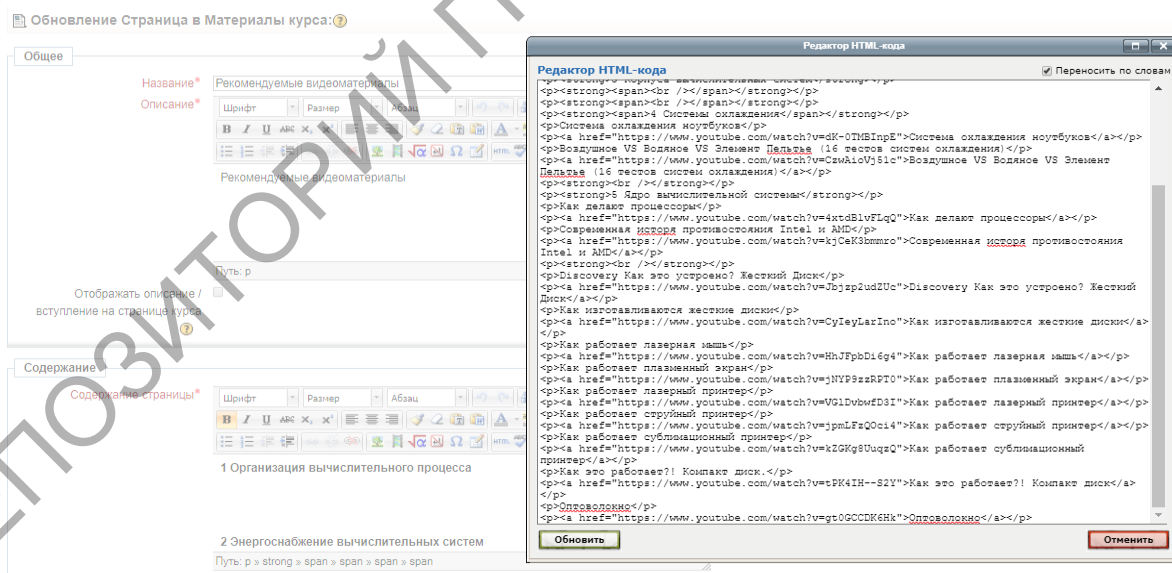 Обновление Страница в Материалы курса:
Общее
Название*
Рекомендуемые видеоматериалы
Описание*
Шрифт Размер Абзац
Рекомендуемые видеоматериалы
Путь: p
Отображать описание /
вступление на странице курса
Содержание
Содержание страницы*
Шрифт Размер Абзац
1 Организация вычислительного процесса
2 Энергоснабжение вычислительных систем
Путь: p » strong » span » span » span » span
Редактор HTML-кода
Редактор HTML-кода
Переносить по словам
<p><strong><span><br /></span></strong></p>
<p><strong><span><br /></span></strong></p>
<p><strong><span>4 Системы охлаждения</span></strong></p>
<p>Система охлаждения ноутбуков</p>
<p><a href="https://www.youtube.com/watch?v=dK-0TMBInpE">Система охлаждения ноутбуков</a></p>
<p>Воздушное VS Водяное VS Элемент Пельтье (16 тестов систем охлаждения)</p>
<p><a href="https://www.youtube.com/watch?v=CzwAioVj51c">Воздушное VS Водяное VS Элемент
Пельтье (16 тестов систем охлаждения)</a></p>
<p><strong><br /></strong></p>
<p><strong>5 Ядро вычислительной системы</strong></p>
<p>Как делают процессоры</p>
<p><a href="https://www.youtube.com/watch?v=4xtdBlvFLqQ">Как делают процессоры</a></p>
<p>Современная исторя противостояния Intel и AMD</p>
<p><a href="https://www.youtube.com/watch?v=kjCeK3bmmro">Современная исторя противостояния
Intel и AMD</a></p>
<p><strong><br /></strong></p>
<p>Discovery Как это устроено? Жесткий Диск</p>
<p><a href="https://www.youtube.com/watch?v=Jbjzp2udZUc">Discovery Как это устроено? Жесткий
Диск</a></p>
<p>Как изготавливаются жесткие диски</p>
<p><a href="https://www.youtube.com/watch?v=CyIeyLarIno">Как изготавливаются жесткие диски</a>
</p>
<p>Как работает лазерная мышь</p>
<p><a href="https://www.youtube.com/watch?v=HhJFpbDi6g4">Как работает лазерная мышь</a></p>
<p>Как работает плазменный экран</p>
<p><a href="https://www.youtube.com/watch?v=jNYP9zzRPT0">Как работает плазменный экран</a></p>
<p>Как работает лазерный принтер</p>
<p><a href="https://www.youtube.com/watch?v=VGlDvbwfD3I">Как работает лазерный принтер</a></p>
<p>Как работает струйный принтер</p>
<p><a href="https://www.youtube.com/watch?v=jpmLFzQOci4">Как работает струйный принтер</a></p>
<p>Как работает сублимационный принтер</p>
<p><a href="https://www.youtube.com/watch?v=kZGKg8UuqzQ">Как работает сублимационный
принтер</a></p>
<p>Как это работает?! Компакт диск.</p>
<p><a href="https://www.youtube.com/watch?v=tPK4IH--S2Y">Как это работает?! Компакт диск</a>
</p>
<p>Оптоволокно</p>
<p><a href="https://www.youtube.com/watch?v=gt0GCCDK6Hk">Оптоволокно</a></p>
Обновить
Отменить